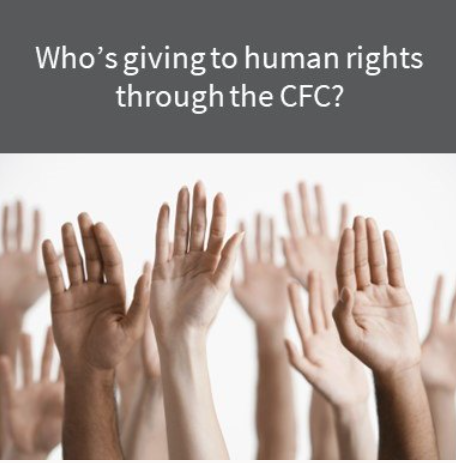 Who's giving to human rights
through the CFC?